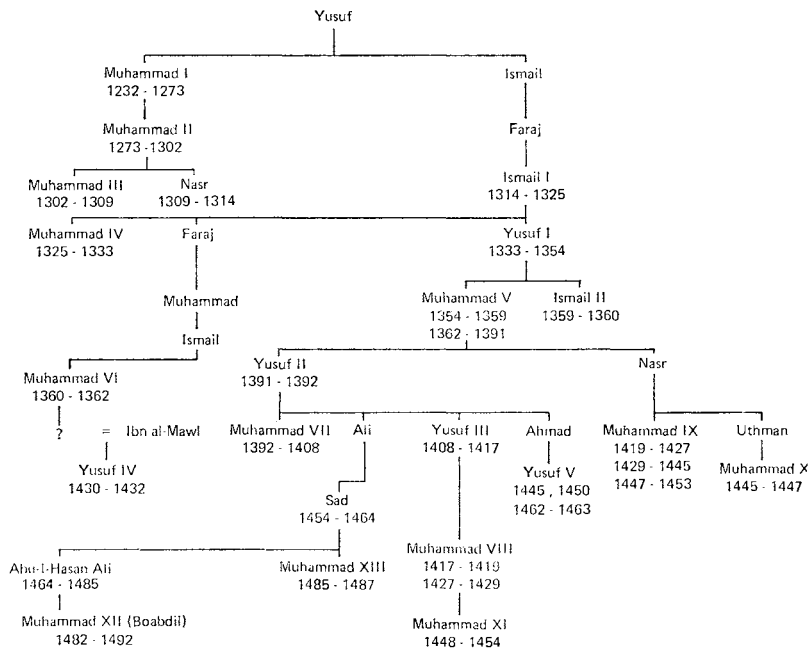 Yusuf
Muhammad I
1232 - 1273
Ismail
Muhammad II
1273 - 1302
Faraj
Muhammad III
1302 - 1309
Nasr
1309 - 1314
Ismail I
1314 - 1325
Muhammad IV
1325 - 1333
Faraj
Yusuf I
1333 - 1354
Muhammad
Muhammad V
1354 - 1359
1362 - 1391
Ismail II
1359 - 1360
Ismail
Muhammad VI
1360 - 1362
Yusuf II
1391 - 1392
Nasr
? = Ibn al-Mawl
Muhammad VII
1392 - 1408
Ali
Yusuf III
1408 - 1417
Ahmad
Muhammad IX
1419 - 1427
1429 - 1445
1447 - 1453
Uthman
Yusuf IV
1430 - 1432
Yusuf V
1445 , 1450
1462 - 1463
Muhammad X
1445 - 1447
Sad
1454 - 1464
Abu-l-Hasan Ali
1464 - 1485
Muhammad XIII
1485 - 1487
Muhammad VIII
1417 - 1419
1427 - 1429
Muhammad XII (Boabdil)
1482 - 1492
Muhammad XI
1448 - 1454